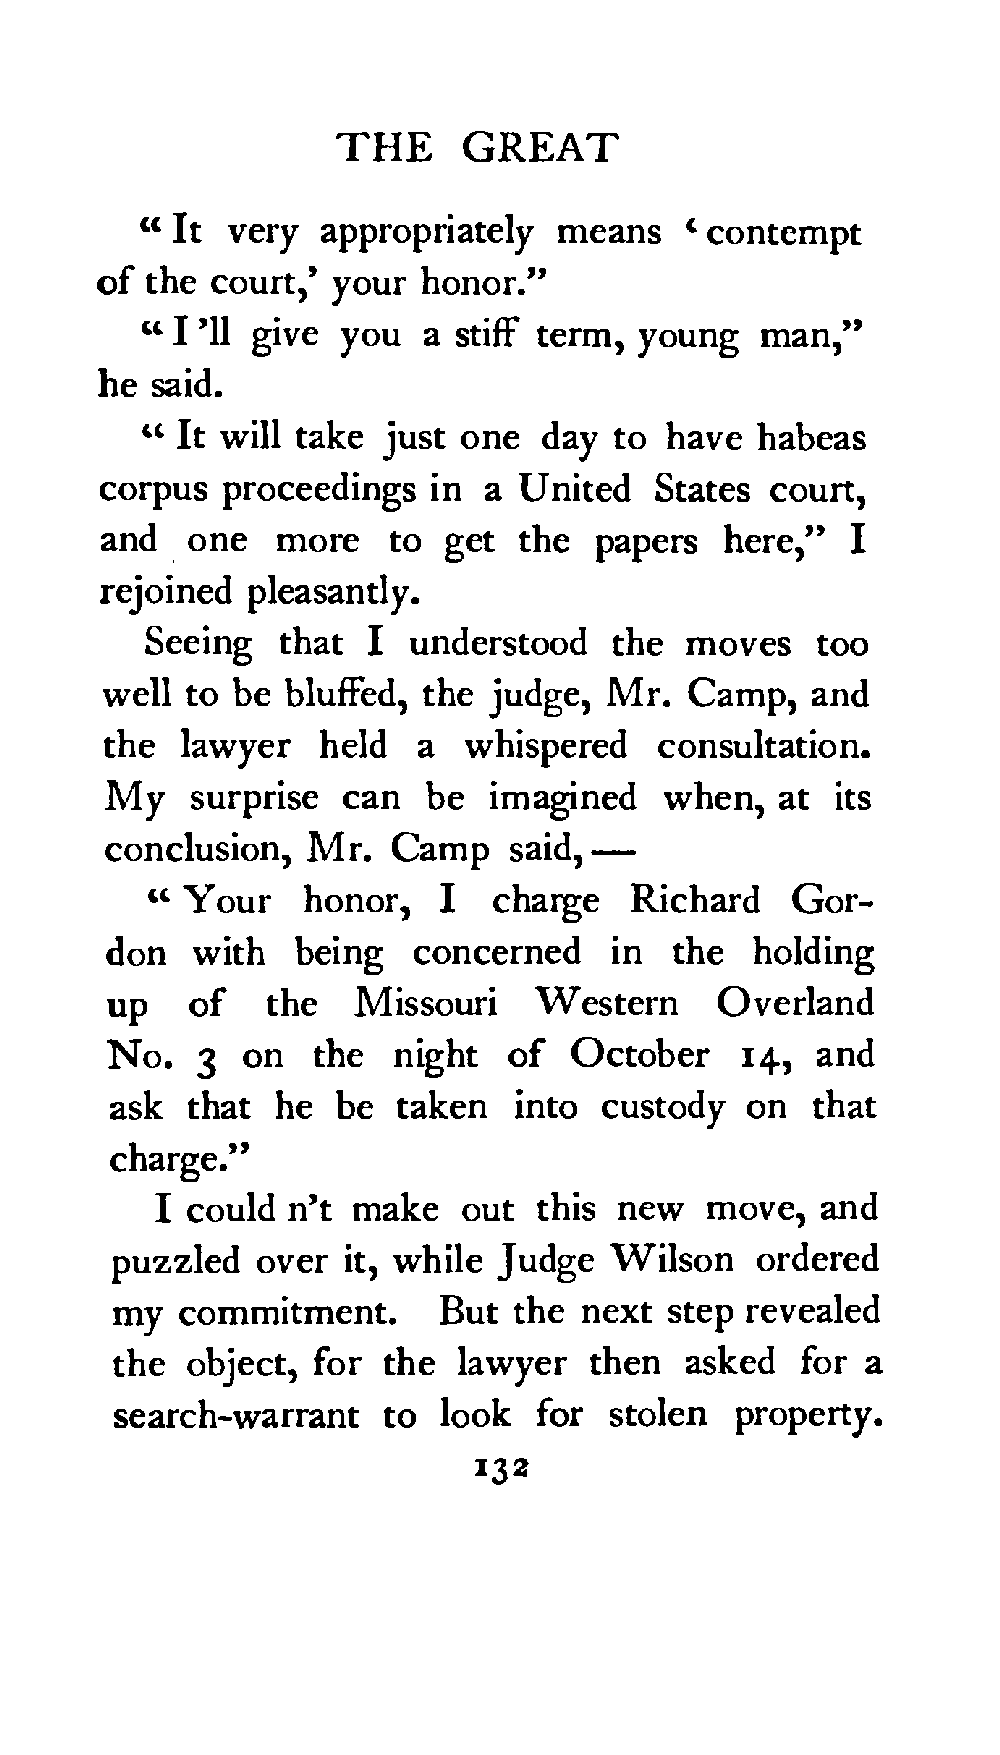 THE GREAT
“ It very appropriately means ‘ contempt
of the court,’ your honor.”
“ I ’ll give you a stiff term, young man,”
he said.
“ It will take just one day to have habeas
corpus proceedings in a United States court,
and one more to get the papers here,” I
rejoined pleasantly.
Seeing that I understood the moves too
well to be bluffed, the judge, Mr. Camp, and
the lawyer held a whispered consultation.
My surprise can be imagined when, at its
conclusion, Mr. Camp said, —
“ Your honor, I charge Richard Gor-
don with being concerned in the holding
up of the Missouri Western Overland
No. 3 on the night of October 14, and
ask that he be taken into custody on that
charge.”
I could n’t make out this new move, and
puzzled over it, while Judge Wilson ordered
my commitment. But the next step revealed
the object, for the lawyer then asked for a
search-warrant to look for stolen property.
132